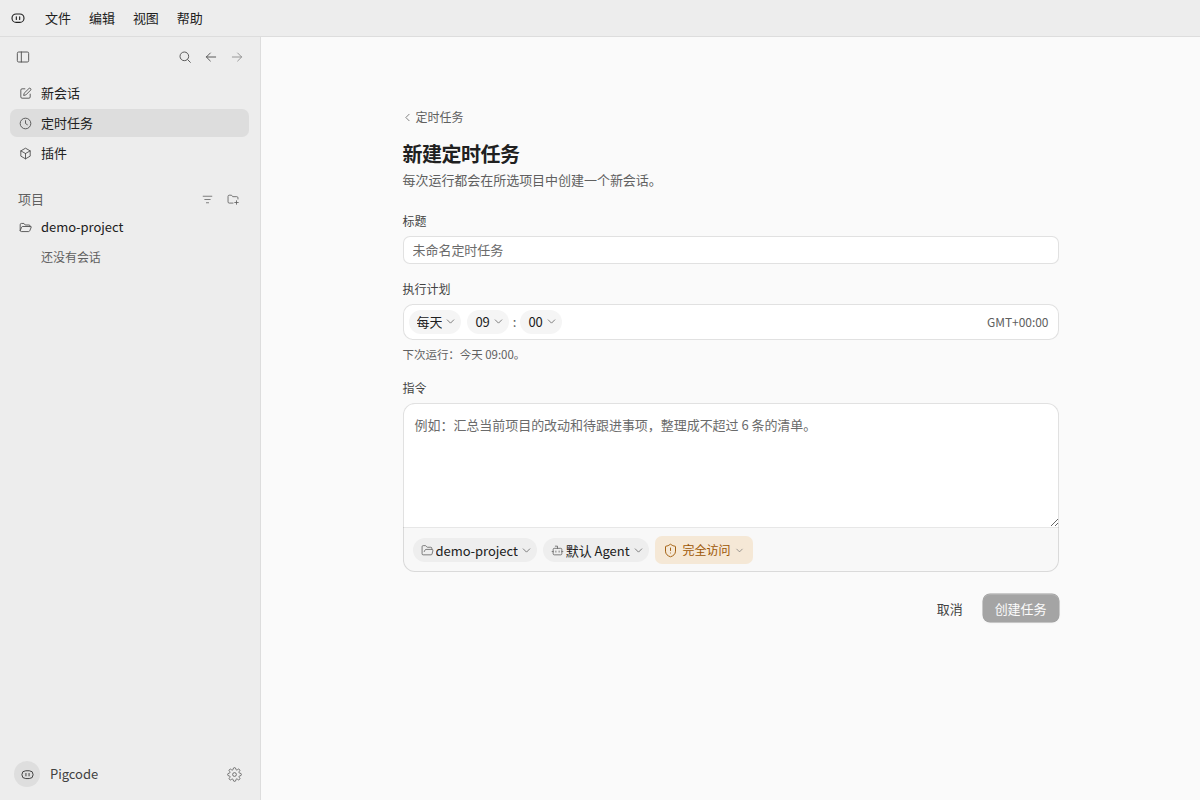 文件 编辑 视图 帮助
新会话
定时任务
插件
项目
demo-project
还没有会话
Pigcode
定时任务
新建定时任务
每次运行都会在所选项目中创建一个新会话。
标题
未命名定时任务
执行计划
每天 09 : 00 GMT+00:00
下次运行：今天 09:00。
指令
例如：汇总当前项目的改动和待跟进事项，整理成不超过 6 条的清单。
demo-project 默认 Agent 完全访问
取消 创建任务